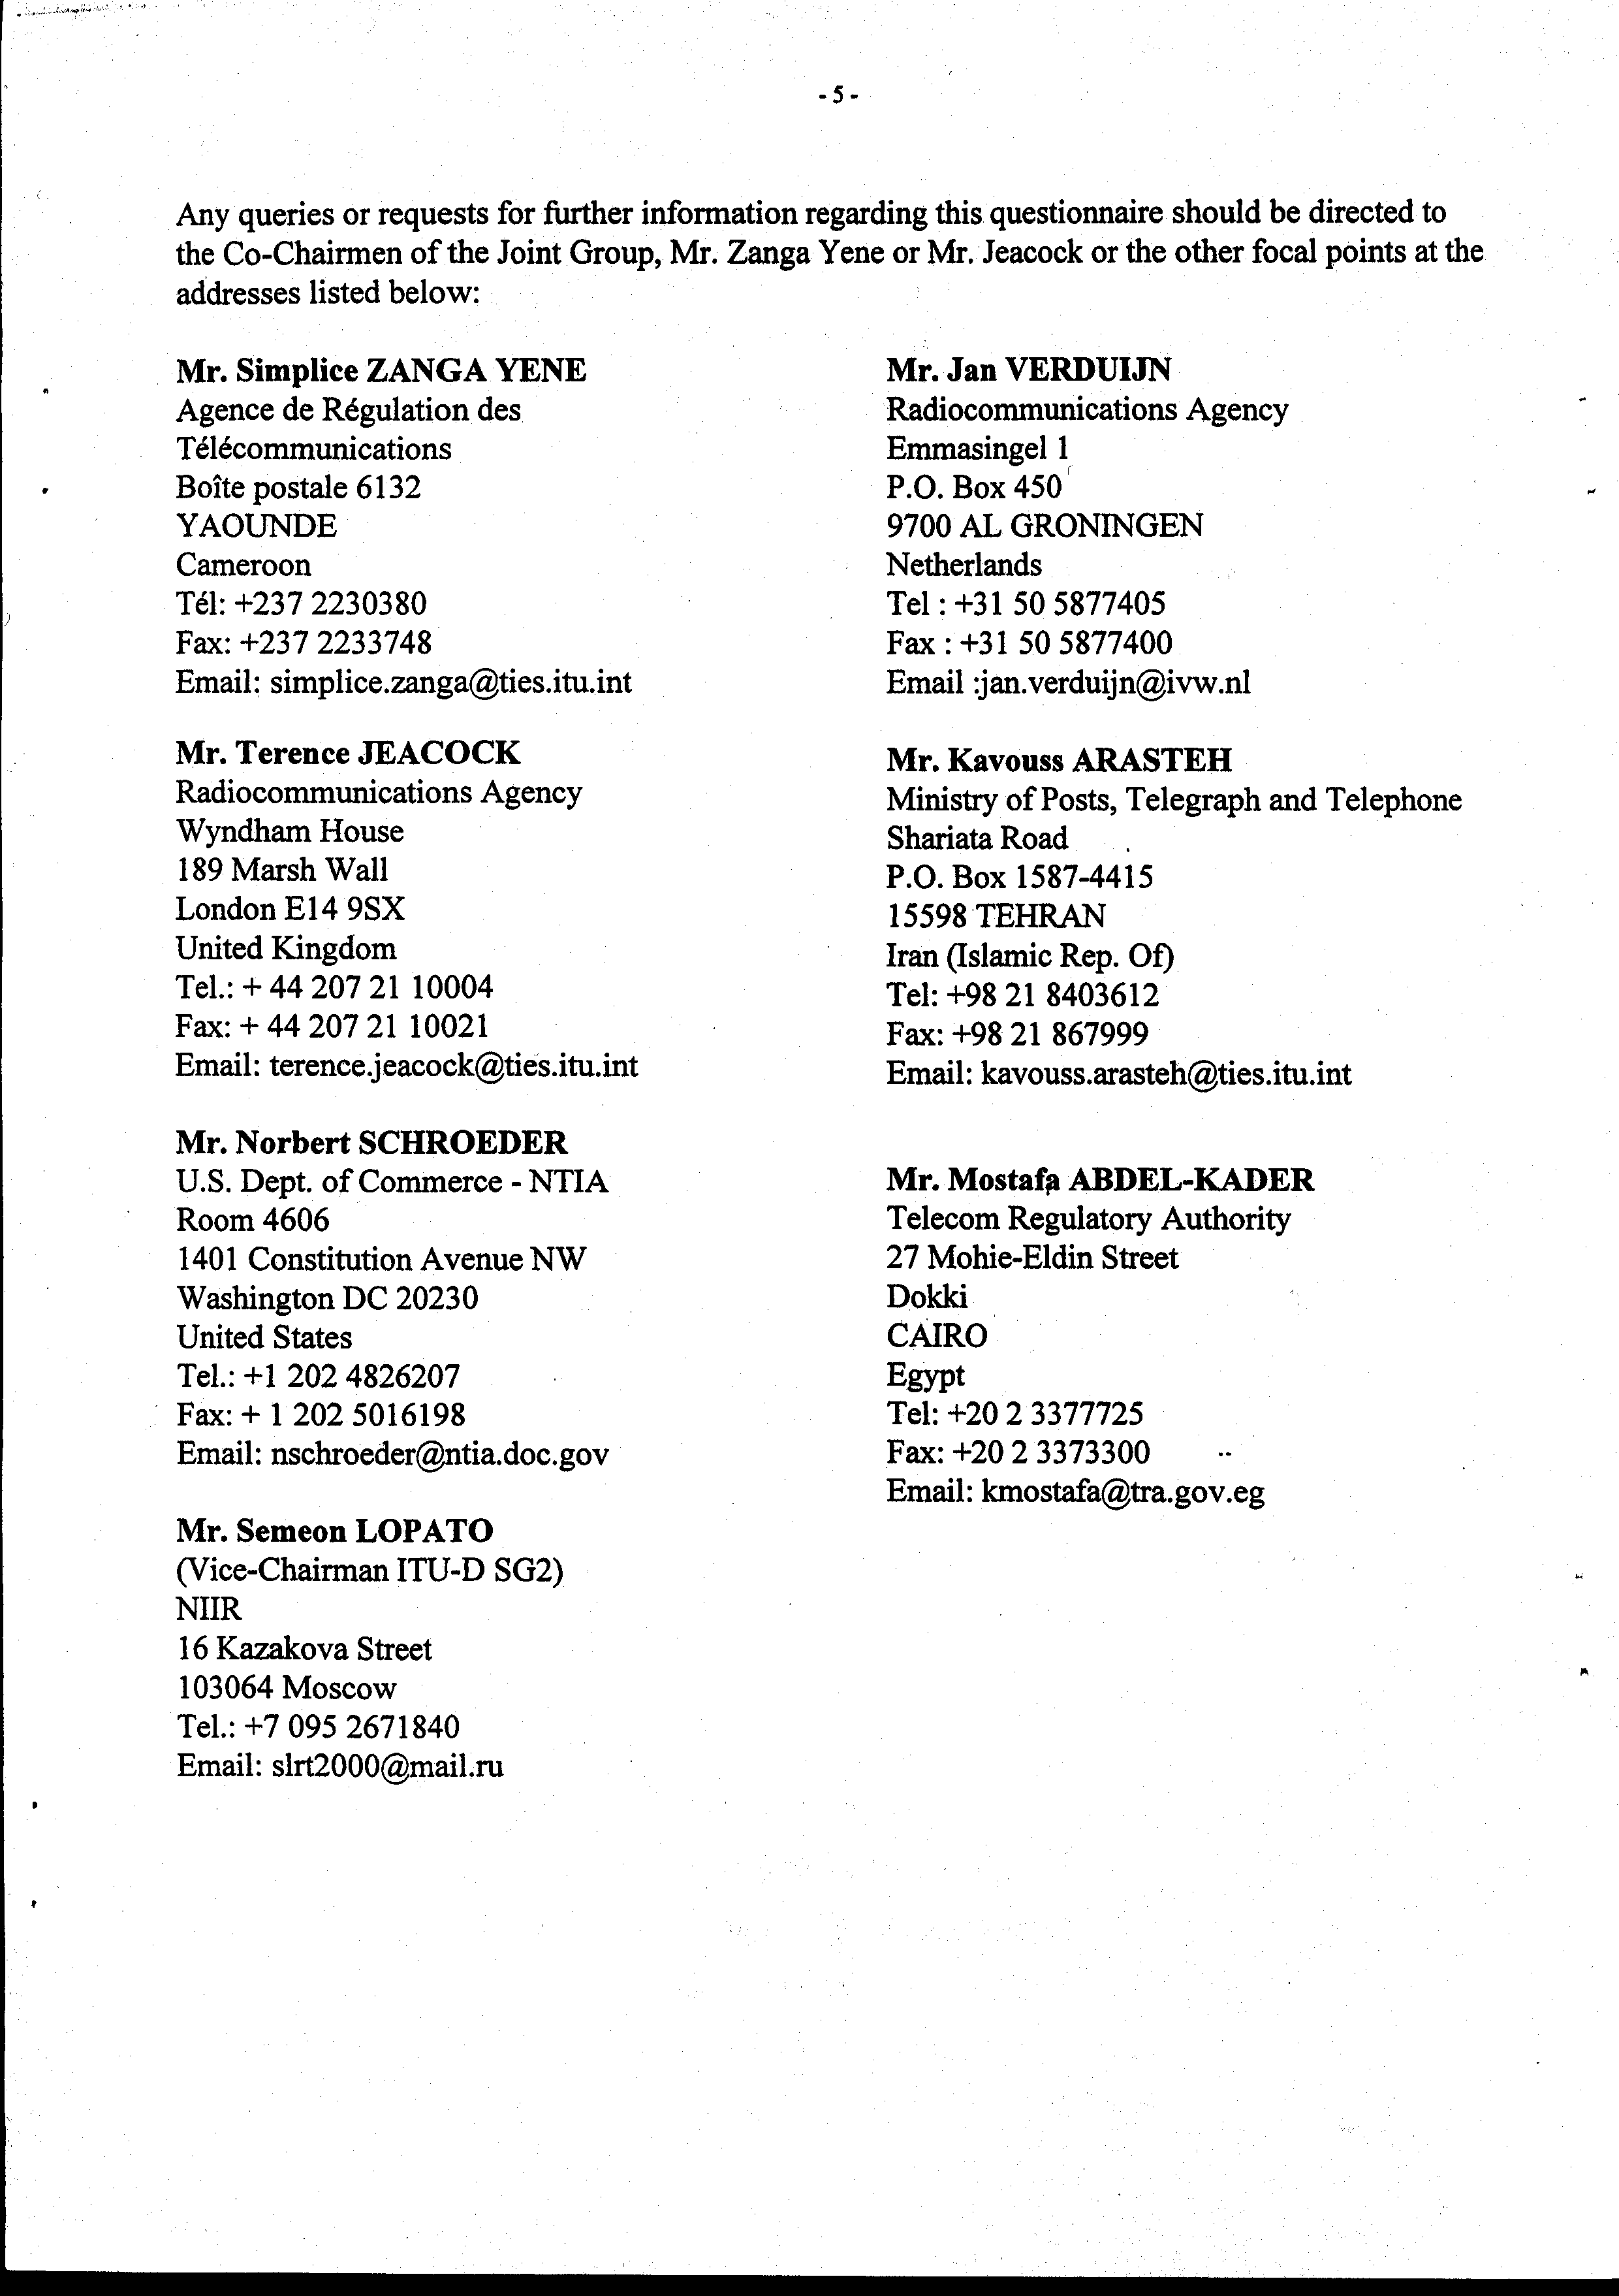 - 5 -
Any queries or requests for further information regarding this questionnaire should be directed to
the Co-Chairmen of the Joint Group, Mr. Zanga Yene or Mr. Jeacock or the other focal points at the
addresses listed below:
Mr. Simplice ZANGA YENE
Agence de Régulation des
Télécommunications
Boîte postale 6132
YAOUNDE
Cameroon
Tél: +237 2230380
Fax: +237 2233748
Email: simplice.zanga@ties.itu.int
Mr. Terence JEACOCK
Radiocommunications Agency
Wyndham House
189 Marsh Wall
London E14 9SX
United Kingdom
Tel.: + 44 207 21 10004
Fax: + 44 207 21 10021
Email: terence.jeacock@ties.itu.int
Mr. Norbert SCHROEDER
U.S. Dept. of Commerce - NTIA
Room 4606
1401 Constitution Avenue NW
Washington DC 20230
United States
Tel.: +1 202 4826207
Fax: + 1 202 5016198
Email: nschroeder@ntia.doc.gov
Mr. Semeon LOPATO
(Vice-Chairman ITU-D SG2)
NIIR
16 Kazakova Street
103064 Moscow
Tel.: +7 095 2671840
Email: slrt2000@mail.ru
Mr. Jan VERDUIJN
Radiocommunications Agency
Emmasingel 1
P.O. Box 450
9700 AL GRONINGEN
Netherlands
Tel : +31 50 5877405
Fax : +31 50 5877400
Email :jan.verduijn@ivw.nl
Mr. Kavouss ARASTEH
Ministry of Posts, Telegraph and Telephone
Shariata Road
P.O. Box 1587-4415
15598 TEHRAN
Iran (Islamic Rep. Of)
Tel: +98 21 8403612
Fax: +98 21 867999
Email: kavouss.arasteh@ties.itu.int
Mr. Mostafa ABDEL-KADER
Telecom Regulatory Authority
27 Mohie-Eldin Street
Dokki
CAIRO
Egypt
Tel: +20 2 3377725
Fax: +20 2 3373300
Email: kmostafa@tra.gov.eg